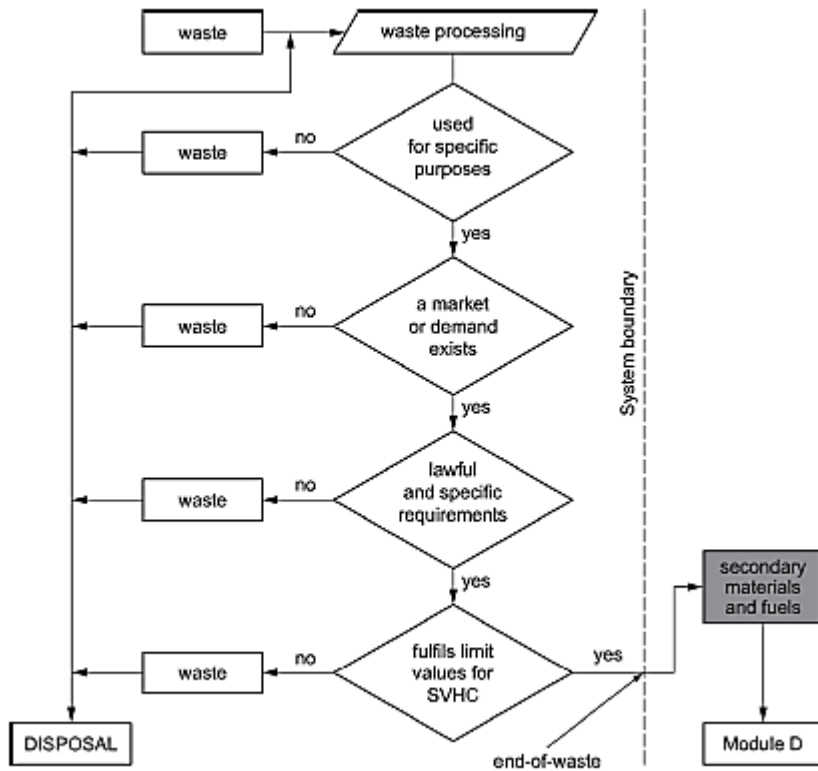 waste
waste processing
used
for specific
purposes
no
waste
yes
a market
or demand
exists
no
waste
yes
System boundary
lawful
and specific
requirements
no
waste
yes
secondary
materials
and fuels
fulfils limit
values for
SVHC
no
waste
yes
DISPOSAL
end-of-waste
Module D